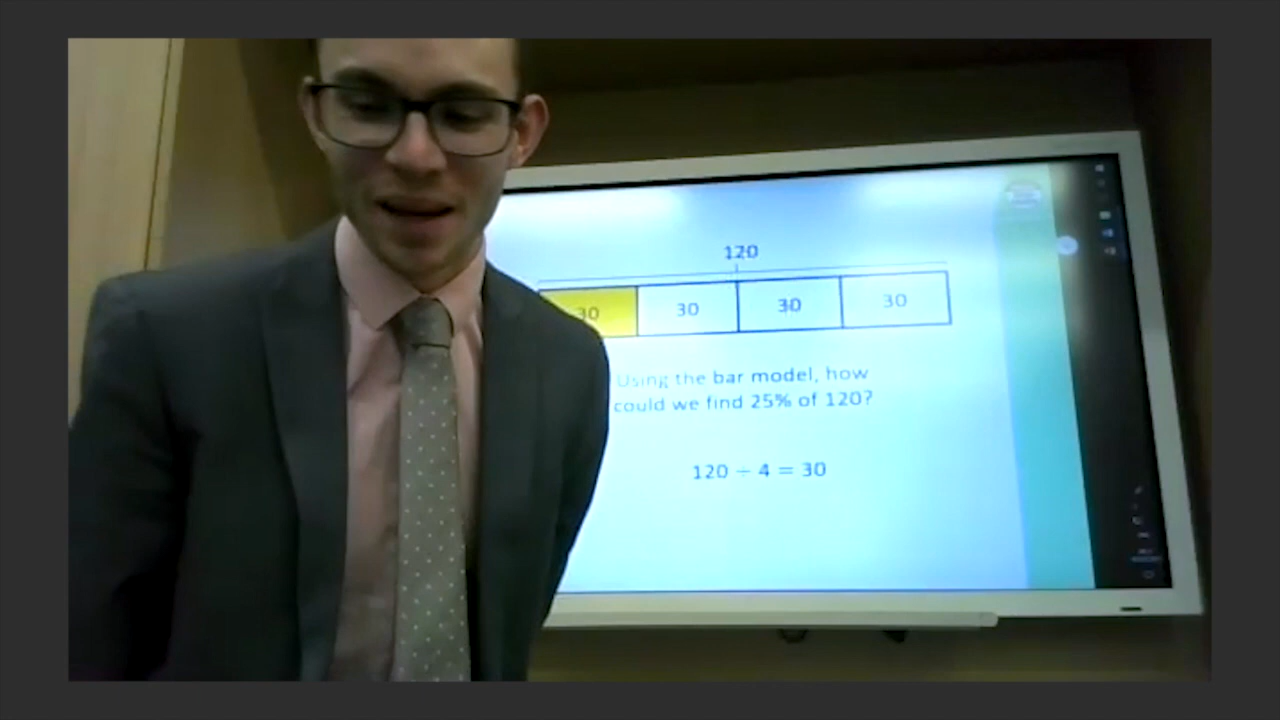 120
30 30 30 30
Using the bar model, how
could we find 25% of 120?
120 ÷ 4 = 30